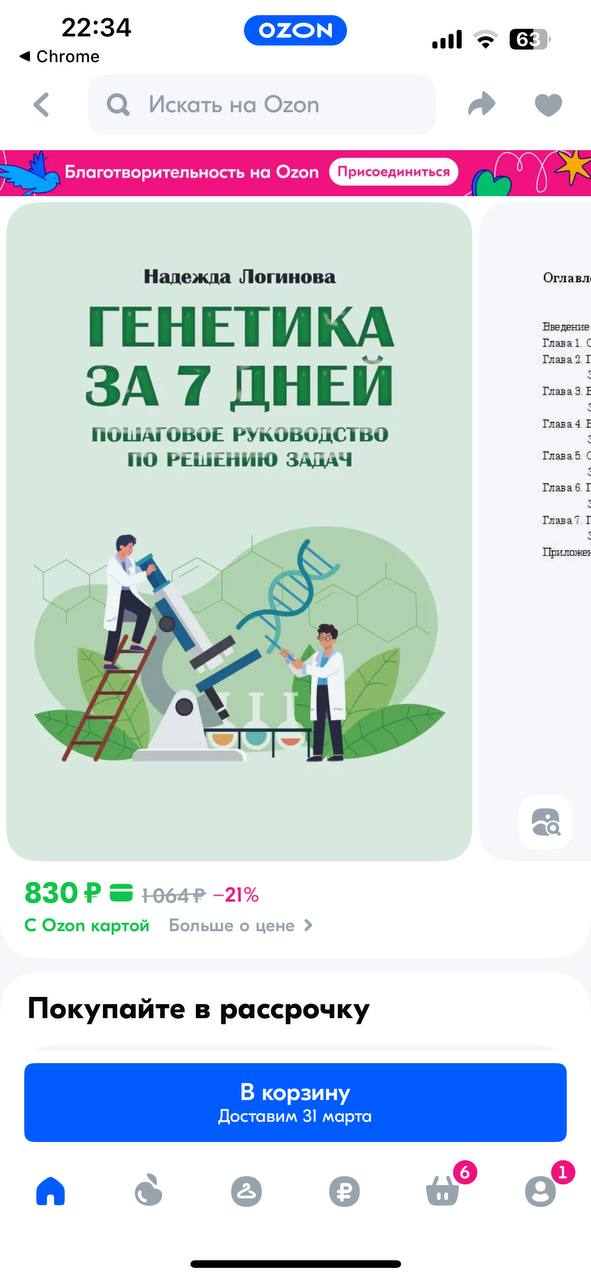 22:34
OZON
63
Chrome
Искать на Ozon
Благотворительность на Ozon
Присоединиться
Надежда Логинова
ГЕНЕТИКА
ЗА 7 ДНЕЙ
ПОШАГОВОЕ РУКОВОДСТВО
ПО РЕШЕНИЮ ЗАДАЧ
Введение
Глава 1.
Глава 2.
Глава 3.
Глава 4.
Глава 5.
Глава 6.
Глава 7.
830 ₽ 1 064 ₽ −21%
С Ozon картой Больше о цене
Покупайте в рассрочку
В корзину
Доставим 31 марта
6
1